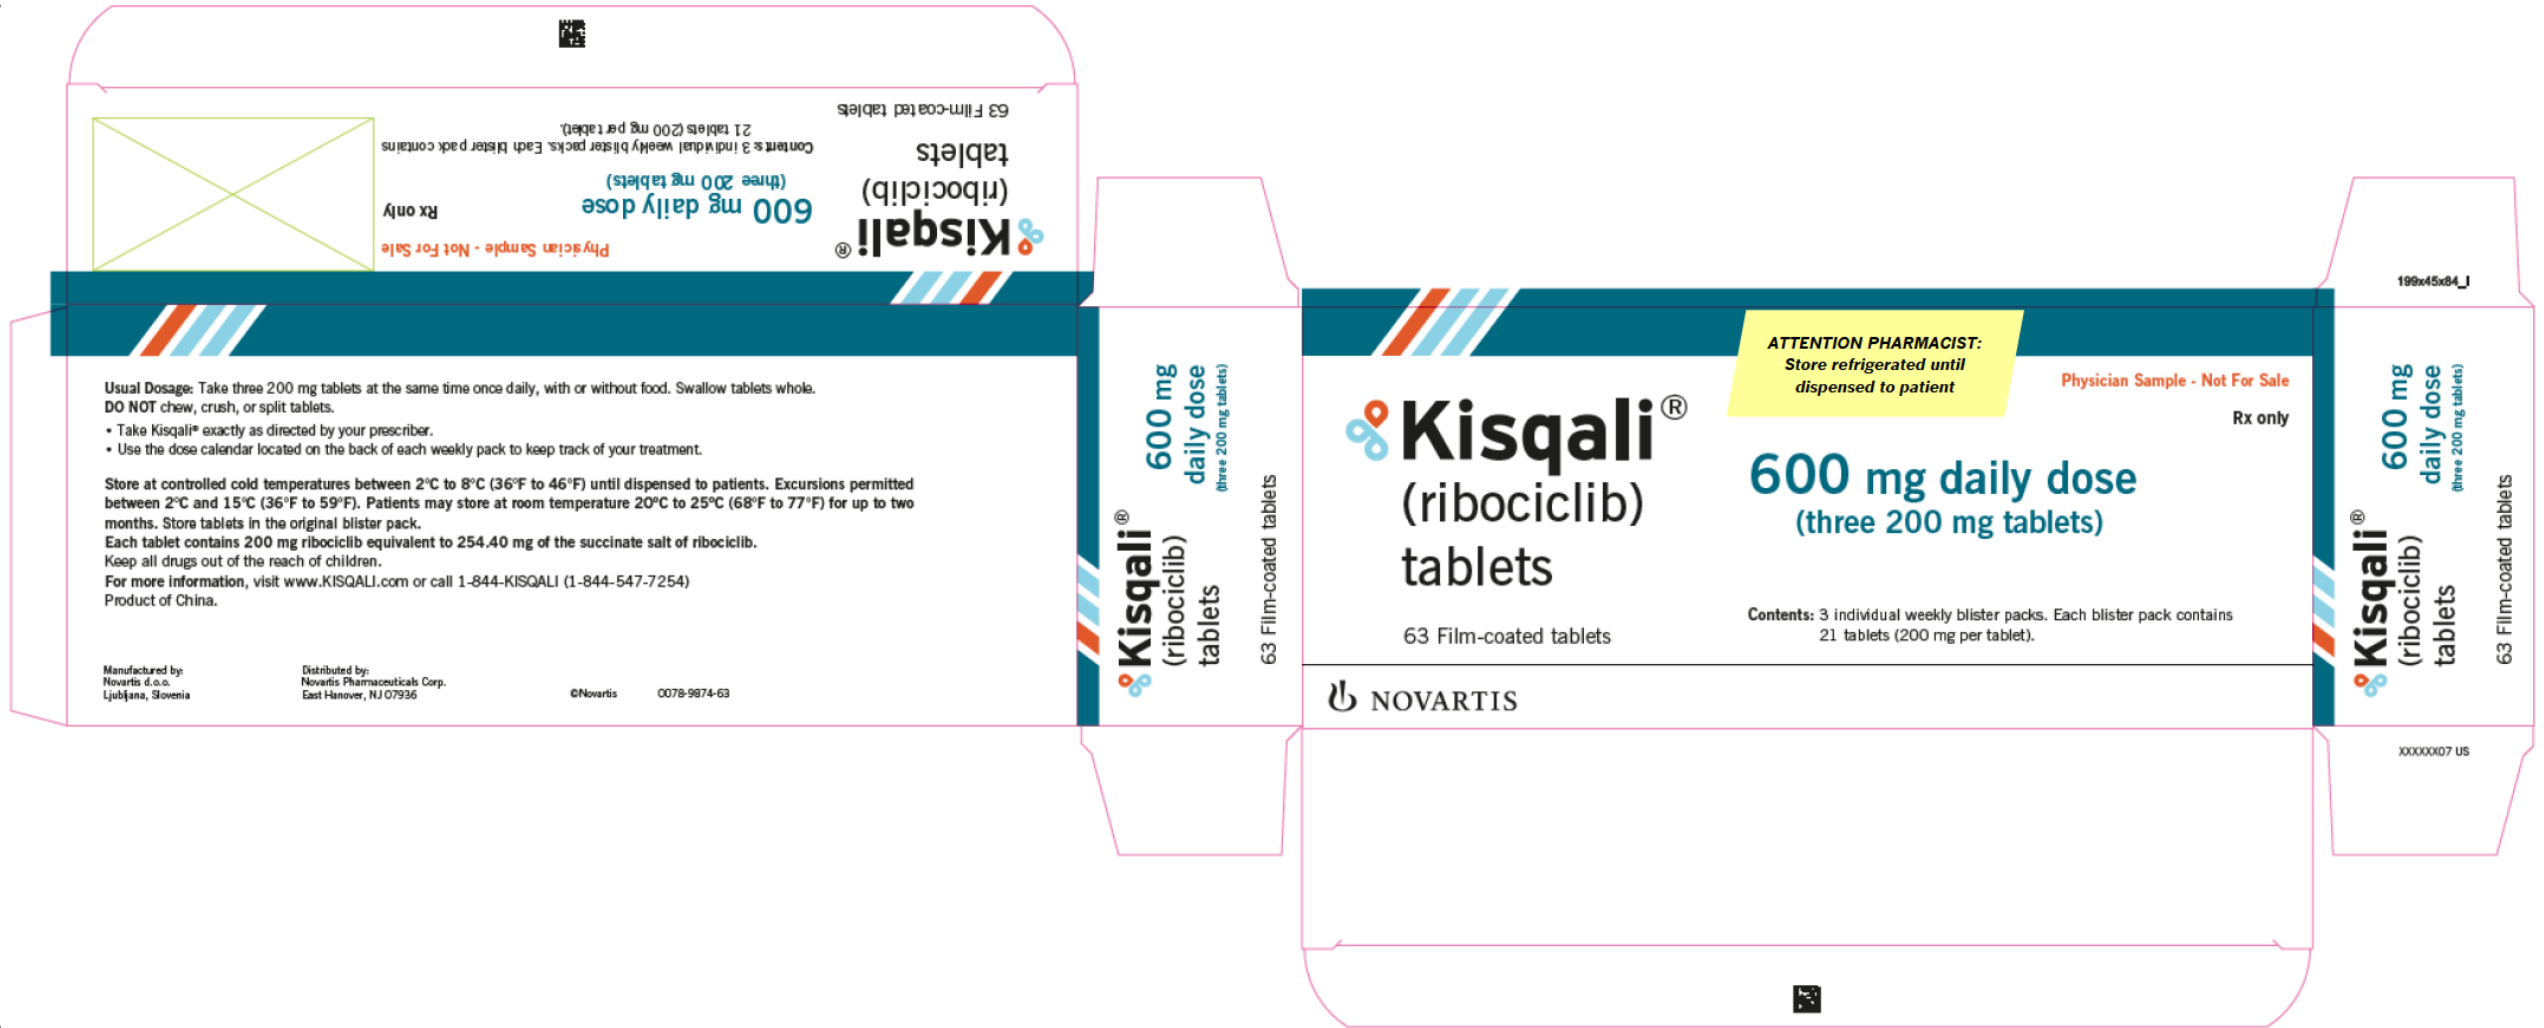 63 Film-coated tablets
21 tablets (200 mg per tablet).
Contents: 3 individual weekly blister packs. Each blister pack contains
tablets
(three 200 mg tablets)
(ribociclib)
600 mg daily dose
Rx only
Kisqali®
Physician Sample - Not For Sale
Usual Dosage: Take three 200 mg tablets at the same time once daily, with or without food. Swallow tablets whole.
DO NOT chew, crush, or split tablets.
• Take Kisqali® exactly as directed by your prescriber.
• Use the dose calendar located on the back of each weekly pack to keep track of your treatment.
Store at controlled cold temperatures between 2°C to 8°C (36°F to 46°F) until dispensed to patients. Excursions permitted
between 2°C and 15°C (36°F to 59°F). Patients may store at room temperature 20°C to 25°C (68°F to 77°F) for up to two
months. Store tablets in the original blister pack.
Each tablet contains 200 mg ribociclib equivalent to 254.40 mg of the succinate salt of ribociclib.
Keep all drugs out of the reach of children.
For more information, visit www.KISQALI.com or call 1-844-KISQALI (1-844-547-7254)
Product of China.
Manufactured by:
Novartis d.o.o.
Ljubljana, Slovenia
Distributed by:
Novartis Pharmaceuticals Corp.
East Hanover, NJ 07936
©Novartis
0078-9874-63
Kisqali®
(ribociclib)
tablets
600 mg
daily dose
(three 200 mg tablets)
63 Film-coated tablets
ATTENTION PHARMACIST:
Store refrigerated until
dispensed to patient
Physician Sample - Not For Sale
Rx only
Kisqali®
(ribociclib)
tablets
63 Film-coated tablets
600 mg daily dose
(three 200 mg tablets)
Contents: 3 individual weekly blister packs. Each blister pack contains
21 tablets (200 mg per tablet).
NOVARTIS
199x45x84_I
Kisqali®
(ribociclib)
tablets
600 mg
daily dose
(three 200 mg tablets)
63 Film-coated tablets
XXXXXX07 US